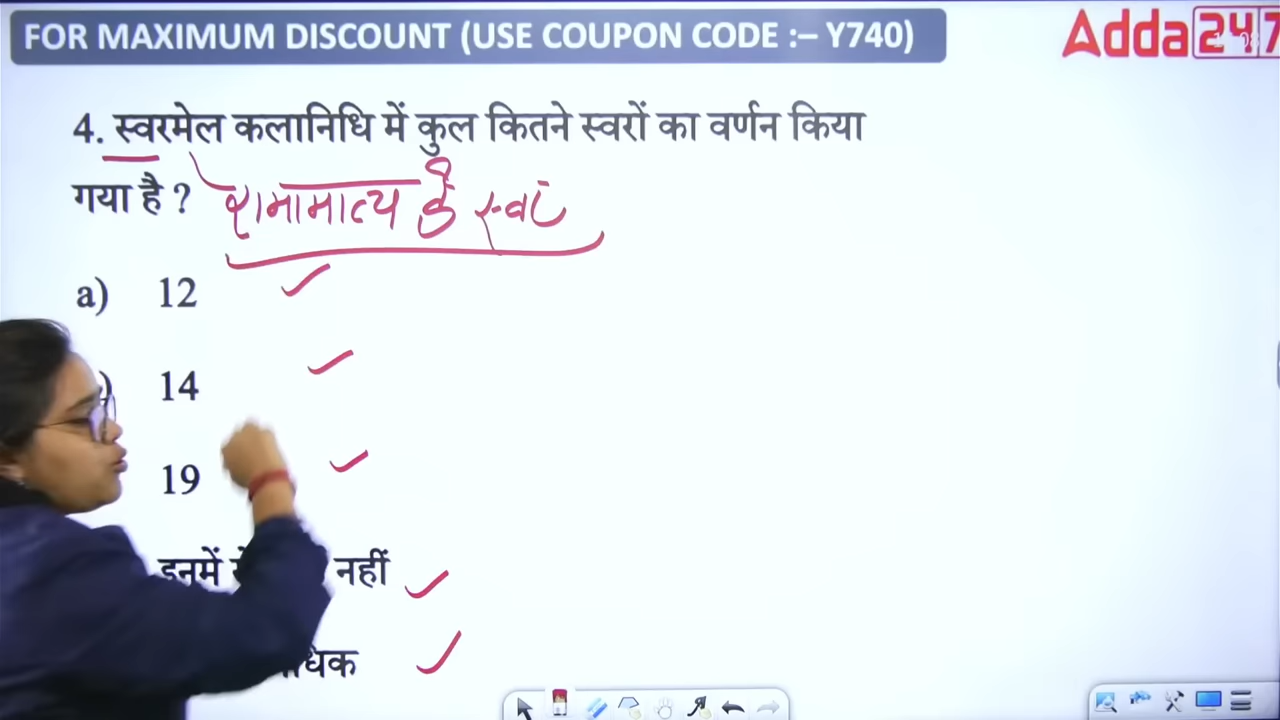 FOR MAXIMUM DISCOUNT (USE COUPON CODE :– Y740)
Adda247
4. स्वरमेल कलानिधि में कुल कितने स्वरों का वर्णन किया
गया है ?
रामामात्य के स्वर
a) 12
14
19
इनमें नहीं